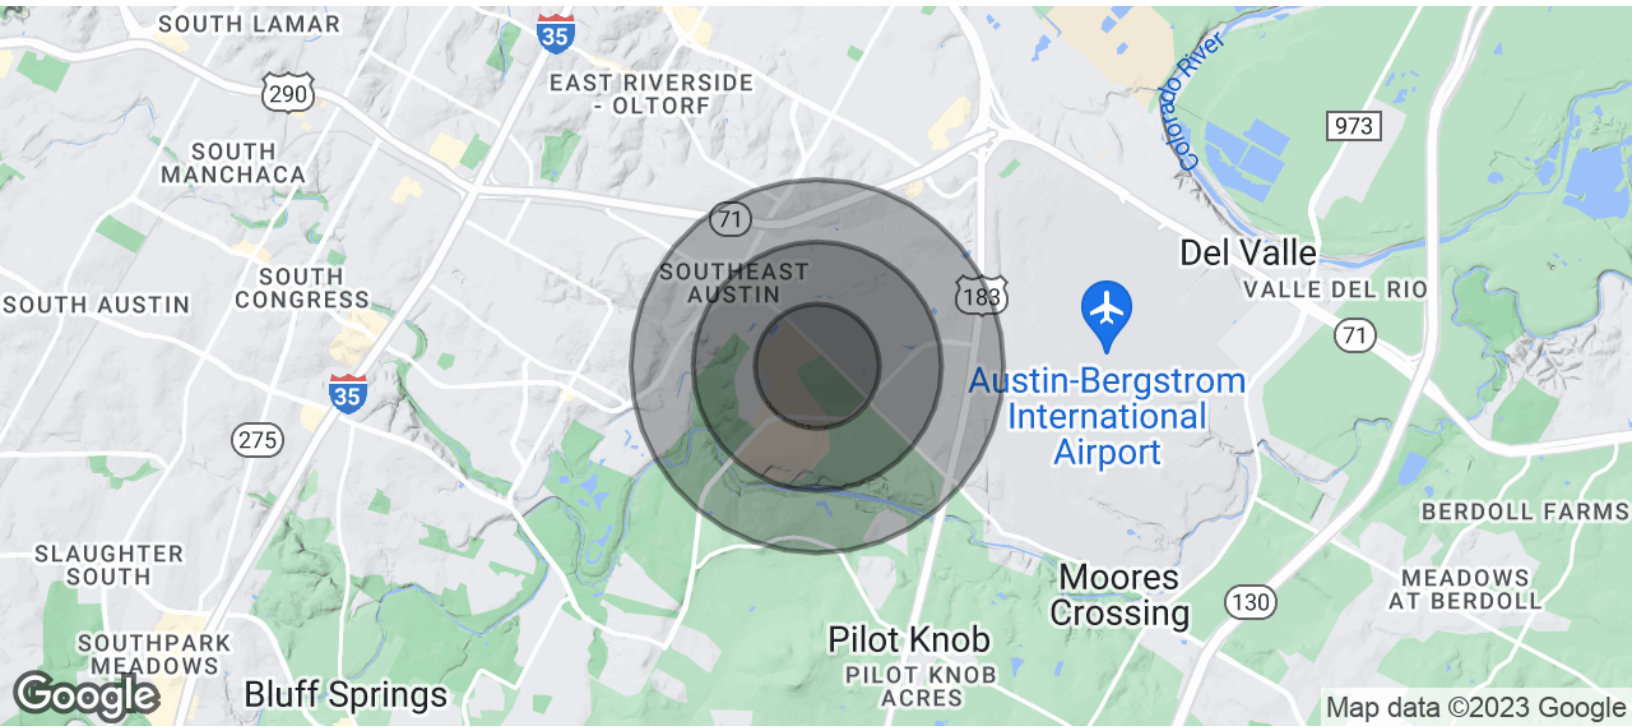 SOUTH LAMAR
35
EAST RIVERSIDE
- OLTORF
290
Colorado River
973
SOUTH
MANCHACA
71
Del Valle
SOUTHEAST
AUSTIN
SOUTH
CONGRESS
183
VALLE DEL RIO
SOUTH AUSTIN
71
35
Austin-Bergstrom
International
Airport
275
BERDOLL FARMS
SLAUGHTER
SOUTH
Moores
Crossing
MEADOWS
AT BERDOLL
130
SOUTHPARK
MEADOWS
Pilot Knob
PILOT KNOB
ACRES
Google
Bluff Springs
Map data ©2023 Google